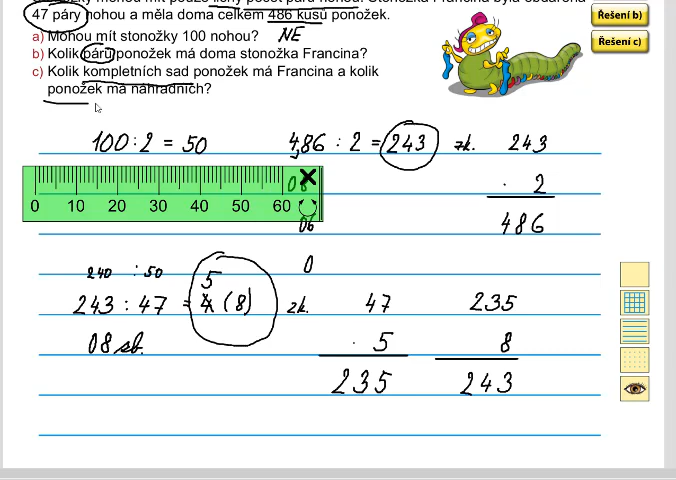 47 páry nohou a měla doma celkem 486 kusů ponožek.
a) Mohou mít stonožky 100 nohou? NE
b) Kolik párů ponožek má doma stonožka Francina?
c) Kolik kompletních sad ponožek má Francina a kolik
ponožek má náhradních?
Řešení b)
Řešení c)
100 : 2 = 50
486 : 2 = 243 zk. 243
08 · 2
0 10 20 30 40 50 60
06 486
0
240 : 50 5
243 : 47 = 4 (8) zk. 47 235
08 zb. · 5 8
235 243